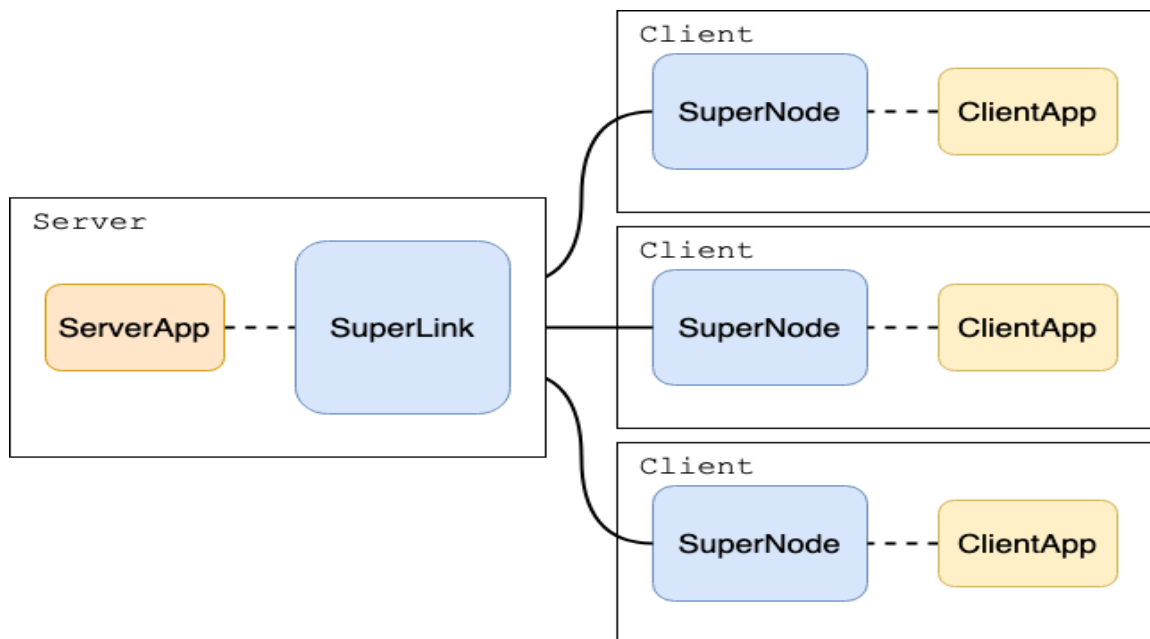 Server
ServerApp
SuperLink
Client
SuperNode
ClientApp
Client
SuperNode
ClientApp
Client
SuperNode
ClientApp